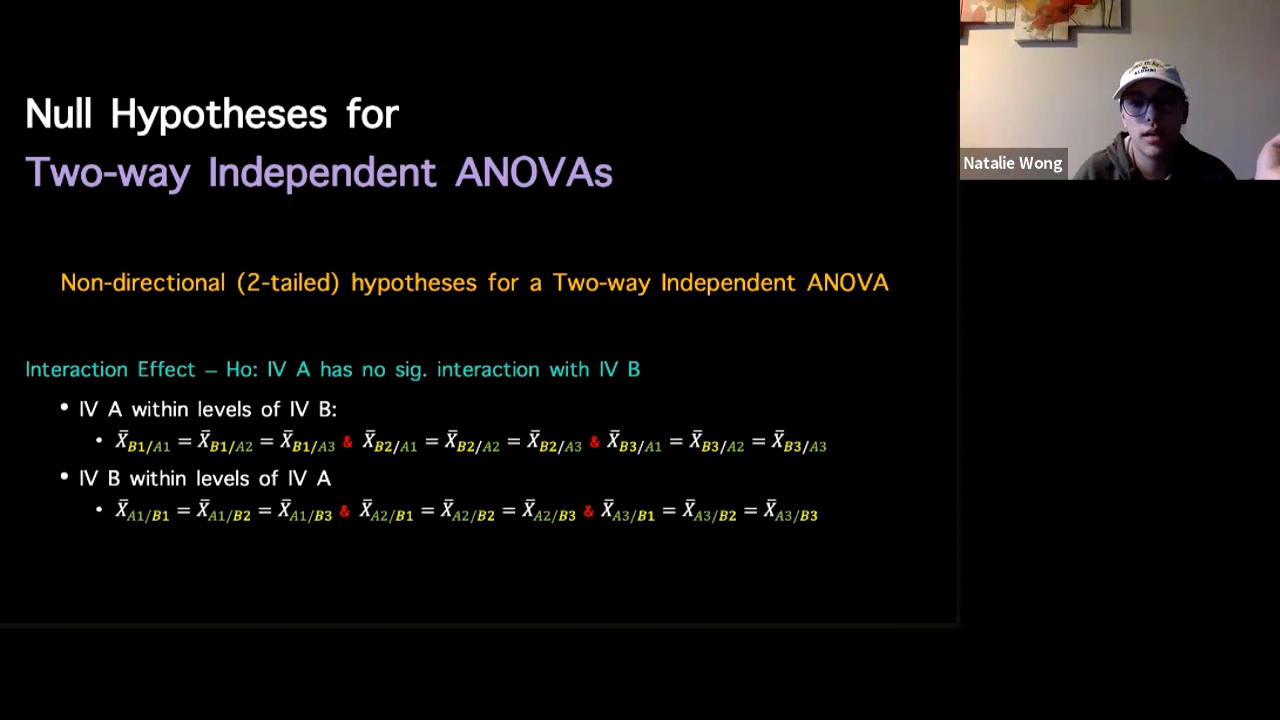 Null Hypotheses for
Two-way Independent ANOVAs
Natalie Wong
Non-directional (2-tailed) hypotheses for a Two-way Independent ANOVA
Interaction Effect – Ho: IV A has no sig. interaction with IV B
• IV A within levels of IV B:
• X̄B1/A1 = X̄B1/A2 = X̄B1/A3 & X̄B2/A1 = X̄B2/A2 = X̄B2/A3 & X̄B3/A1 = X̄B3/A2 = X̄B3/A3
• IV B within levels of IV A
• X̄A1/B1 = X̄A1/B2 = X̄A1/B3 & X̄A2/B1 = X̄A2/B2 = X̄A2/B3 & X̄A3/B1 = X̄A3/B2 = X̄A3/B3